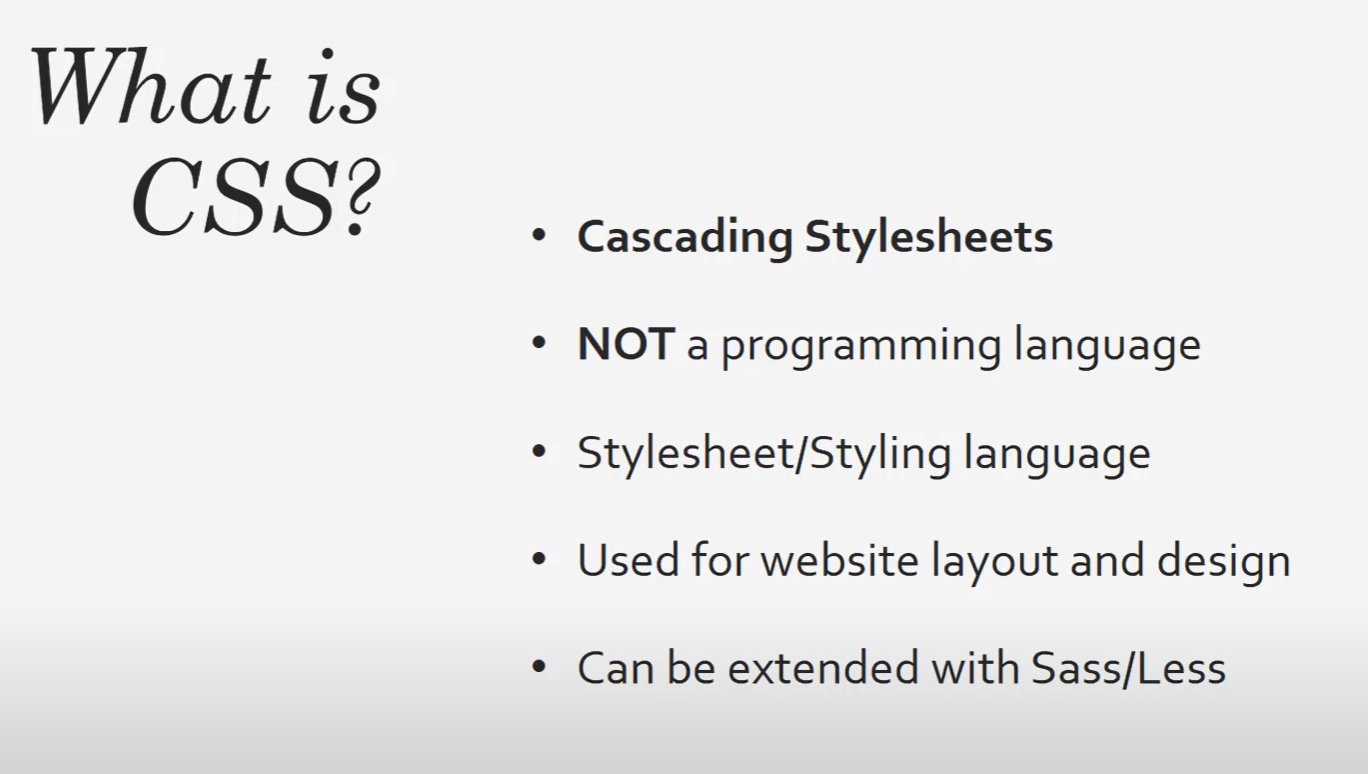 What is
CSS?
• Cascading Stylesheets
• NOT a programming language
• Stylesheet/Styling language
• Used for website layout and design
• Can be extended with Sass/Less